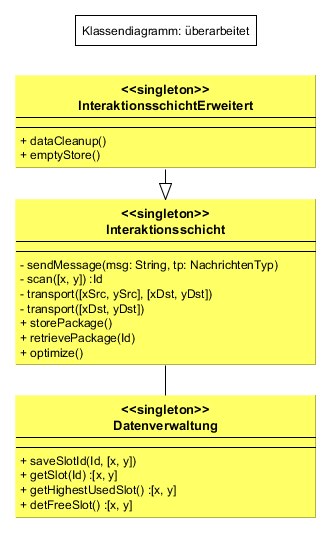 Klassendiagramm: überarbeitet
<<singleton>>
InteraktionsschichtErweitert
+ dataCleanup()
+ emptyStore()
<<singleton>>
Interaktionsschicht
- sendMessage(msg: String, tp: NachrichtenTyp)
- scan([x, y]) :Id
- transport([xSrc, ySrc], [xDst, yDst])
- transport([xDst, yDst])
+ storePackage()
+ retrievePackage(Id)
+ optimize()
<<singleton>>
Datenverwaltung
+ saveSlotId(Id, [x, y])
+ getSlot(Id) :[x, y]
+ getHighestUsedSlot() :[x, y]
+ detFreeSlot() :[x, y]